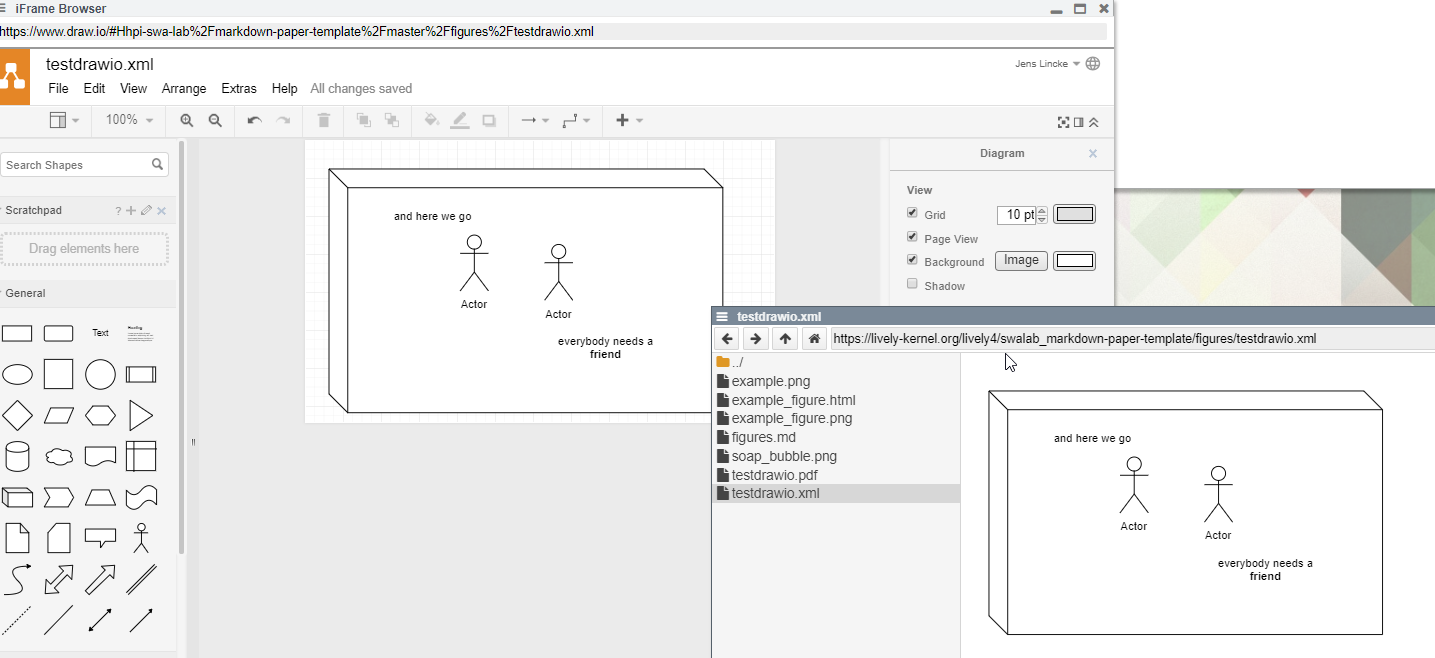 iFrame Browser
https://www.draw.io/#Hhpi-swa-lab%2Fmarkdown-paper-template%2Fmaster%2Ffigures%2Ftestdrawio.xml
testdrawio.xml
Jens Lincke
File Edit View Arrange Extras Help All changes saved
100%
Search Shapes
Scratchpad ?
Drag elements here
General
Text
Heading
and here we go
Actor
Actor
everybody needs a
friend
Diagram
View
Grid 10 pt
Page View
Background Image
Shadow
testdrawio.xml
https://lively-kernel.org/lively4/swalab_markdown-paper-template/figures/testdrawio.xml
../
example.png
example_figure.html
example_figure.png
figures.md
soap_bubble.png
testdrawio.pdf
testdrawio.xml
and here we go
Actor
Actor
everybody needs a
friend